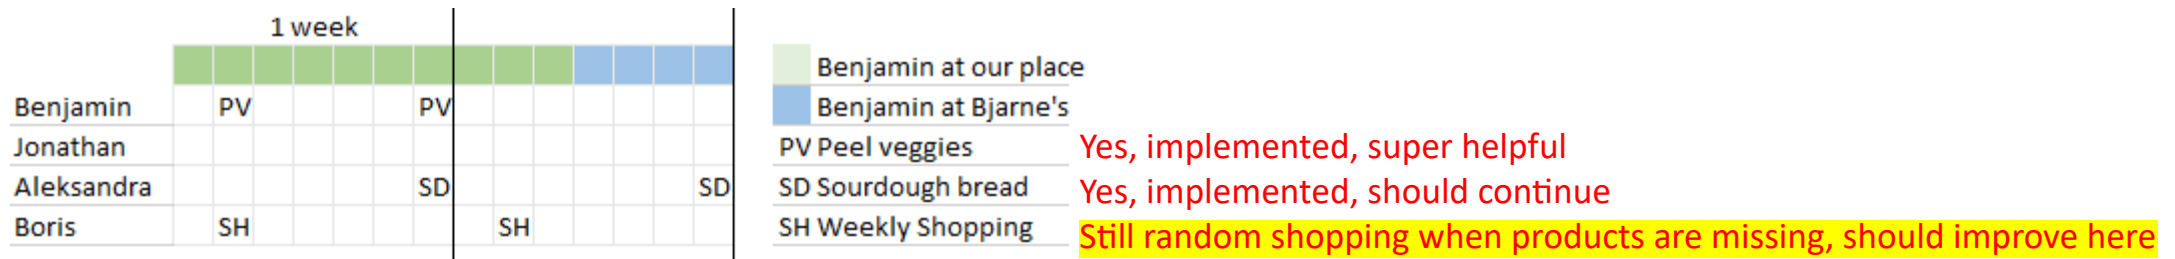 1 week
Benjamin at our place
Benjamin PV PV Benjamin at Bjarne's
Jonathan PV Peel veggies Yes, implemented, super helpful
Aleksandra SD SD SD Sourdough bread Yes, implemented, should continue
Boris SH SH SH Weekly Shopping Still random shopping when products are missing, should improve here